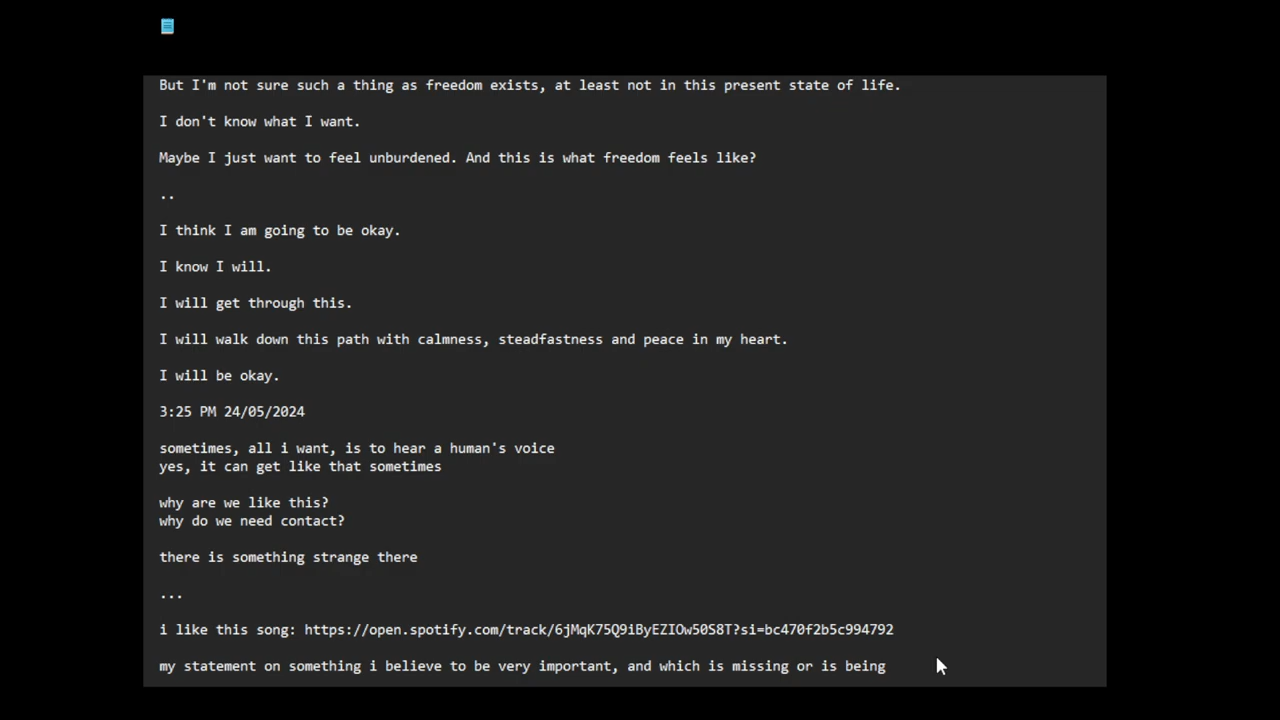 But I'm not sure such a thing as freedom exists, at least not in this present state of life.
I don't know what I want.
Maybe I just want to feel unburdened. And this is what freedom feels like?
..
I think I am going to be okay.
I know I will.
I will get through this.
I will walk down this path with calmness, steadfastness and peace in my heart.
I will be okay.
3:25 PM 24/05/2024
sometimes, all i want, is to hear a human's voice
yes, it can get like that sometimes
why are we like this?
why do we need contact?
there is something strange there
...
i like this song: https://open.spotify.com/track/6jMqK75Q9iByEZIOw50S8T?si=bc470f2b5c994792
my statement on something i believe to be very important, and which is missing or is being